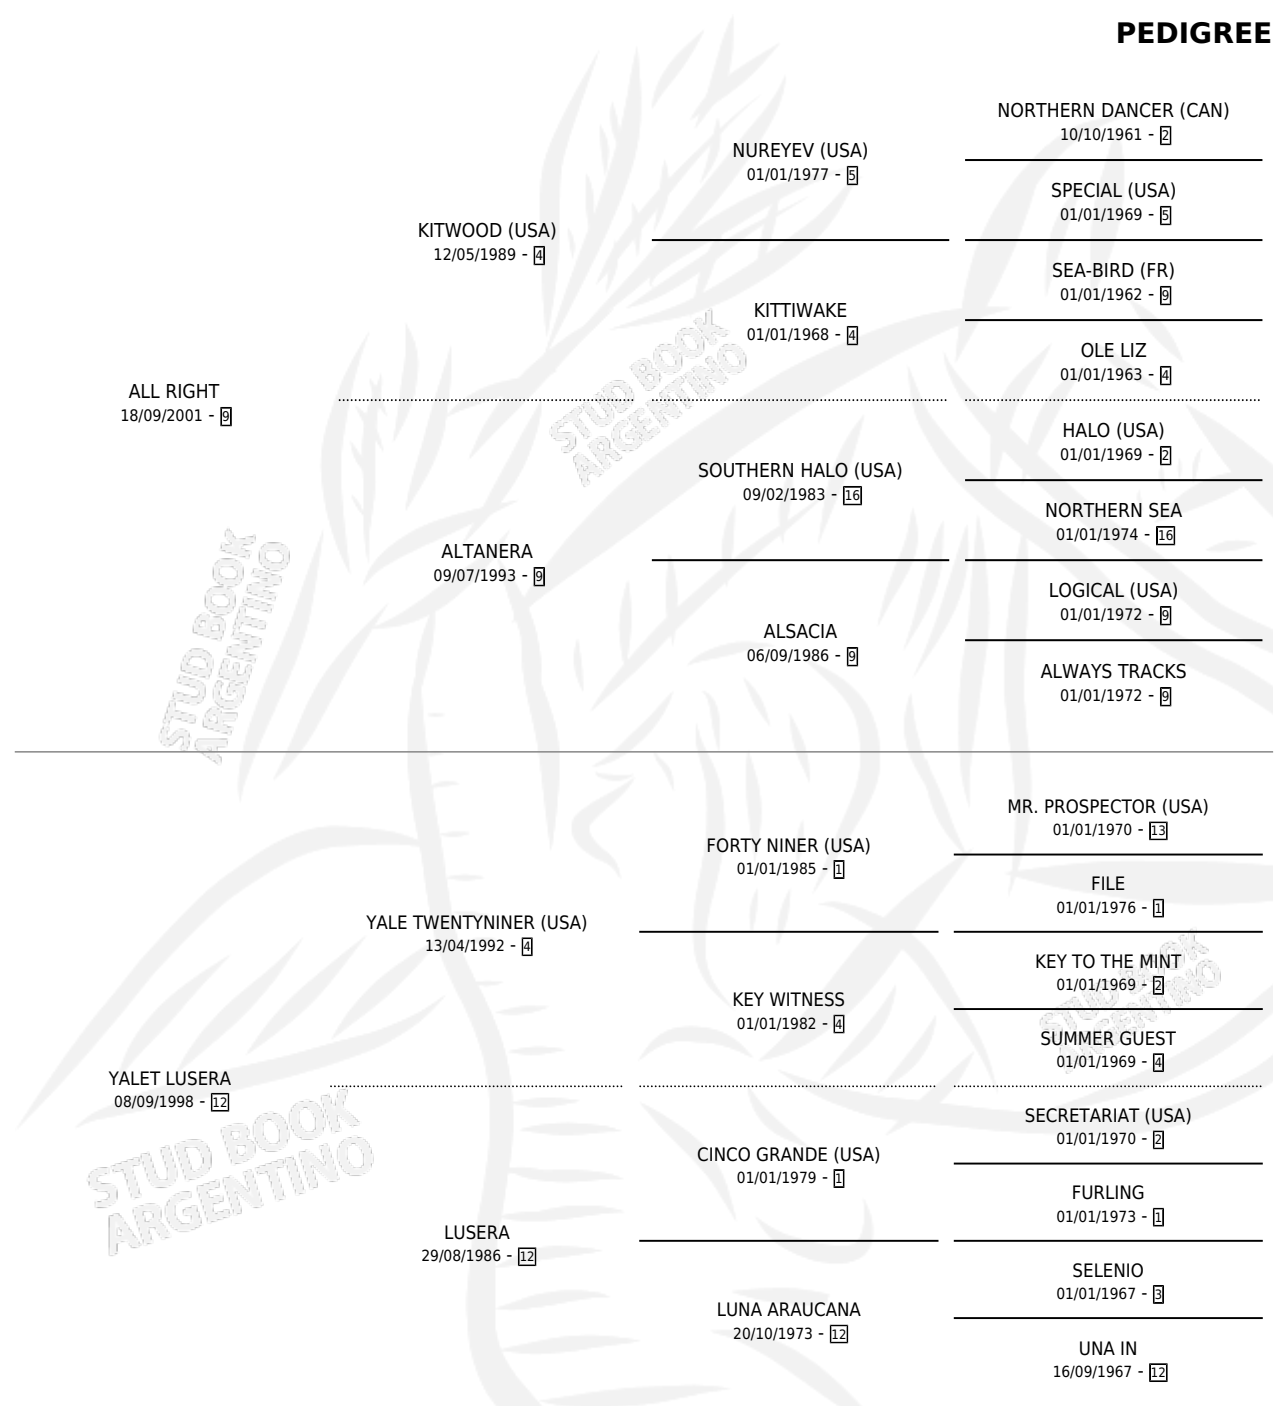 PEDIGREE
NORTHERN DANCER (CAN)
10/10/1961 - 2
NUREYEV (USA)
01/01/1977 - 5
SPECIAL (USA)
01/01/1969 - 5
KITWOOD (USA)
12/05/1989 - 4
SEA-BIRD (FR)
01/01/1962 - 9
KITTIWAKE
01/01/1968 - 4
OLE LIZ
01/01/1963 - 4
ALL RIGHT
18/09/2001 - 9
HALO (USA)
01/01/1969 - 2
SOUTHERN HALO (USA)
09/02/1983 - 16
NORTHERN SEA
01/01/1974 - 16
ALTANERA
09/07/1993 - 9
LOGICAL (USA)
01/01/1972 - 9
ALSACIA
06/09/1986 - 9
ALWAYS TRACKS
01/01/1972 - 9
MR. PROSPECTOR (USA)
01/01/1970 - 13
FORTY NINER (USA)
01/01/1985 - 1
FILE
01/01/1976 - 1
YALE TWENTYNINER (USA)
13/04/1992 - 4
KEY TO THE MINT
01/01/1969 - 2
KEY WITNESS
01/01/1982 - 4
SUMMER GUEST
01/01/1969 - 4
YALET LUSERA
08/09/1998 - 12
SECRETARIAT (USA)
01/01/1970 - 2
CINCO GRANDE (USA)
01/01/1979 - 1
FURLING
01/01/1973 - 1
LUSERA
29/08/1986 - 12
SELENIO
01/01/1967 - 3
LUNA ARAUCANA
20/10/1973 - 12
UNA IN
16/09/1967 - 12
STUD BOOK
ARGENTINO
STUD BOOK
ARGENTINO
STUD BOOK
ARGENTINO
STUD BOOK
ARGENTINO